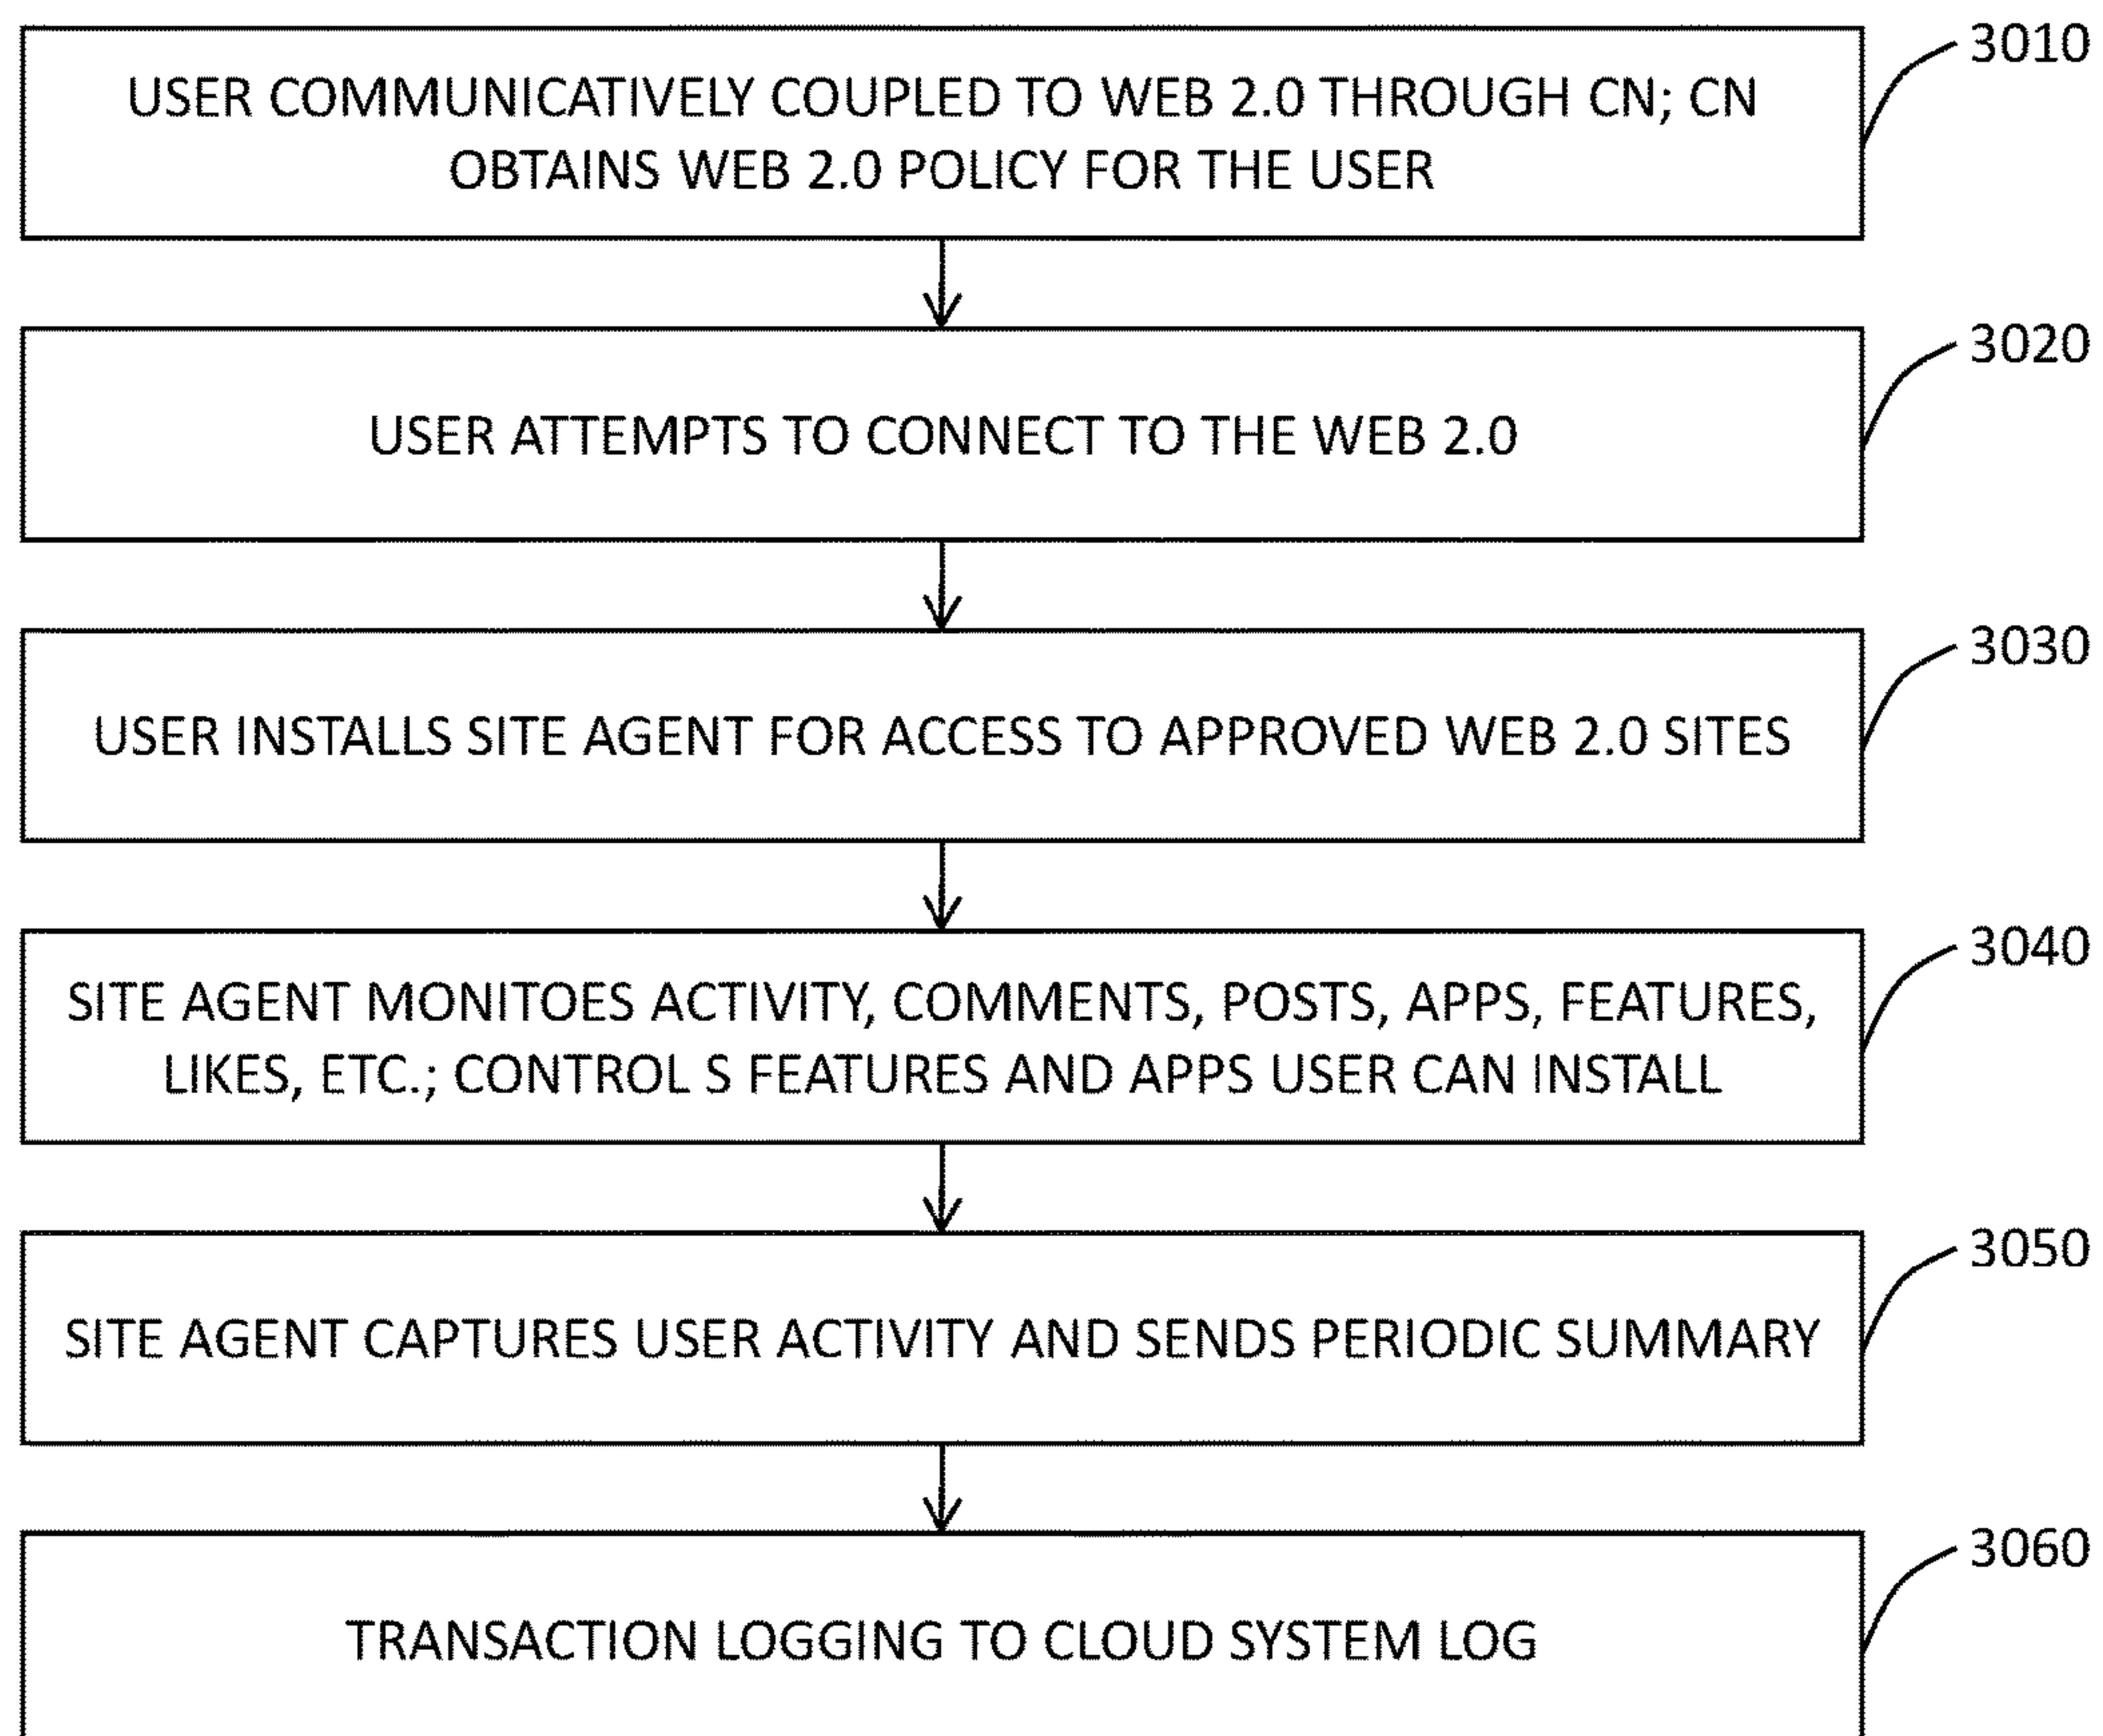 3010
USER COMMUNICATIVELY COUPLED TO WEB 2.0 THROUGH CN; CN
OBTAINS WEB 2.0 POLICY FOR THE USER
3020
USER ATTEMPTS TO CONNECT TO THE WEB 2.0
3030
USER INSTALLS SITE AGENT FOR ACCESS TO APPROVED WEB 2.0 SITES
3040
SITE AGENT MONITOES ACTIVITY, COMMENTS, POSTS, APPS, FEATURES,
LIKES, ETC.; CONTROL S FEATURES AND APPS USER CAN INSTALL
3050
SITE AGENT CAPTURES USER ACTIVITY AND SENDS PERIODIC SUMMARY
3060
TRANSACTION LOGGING TO CLOUD SYSTEM LOG